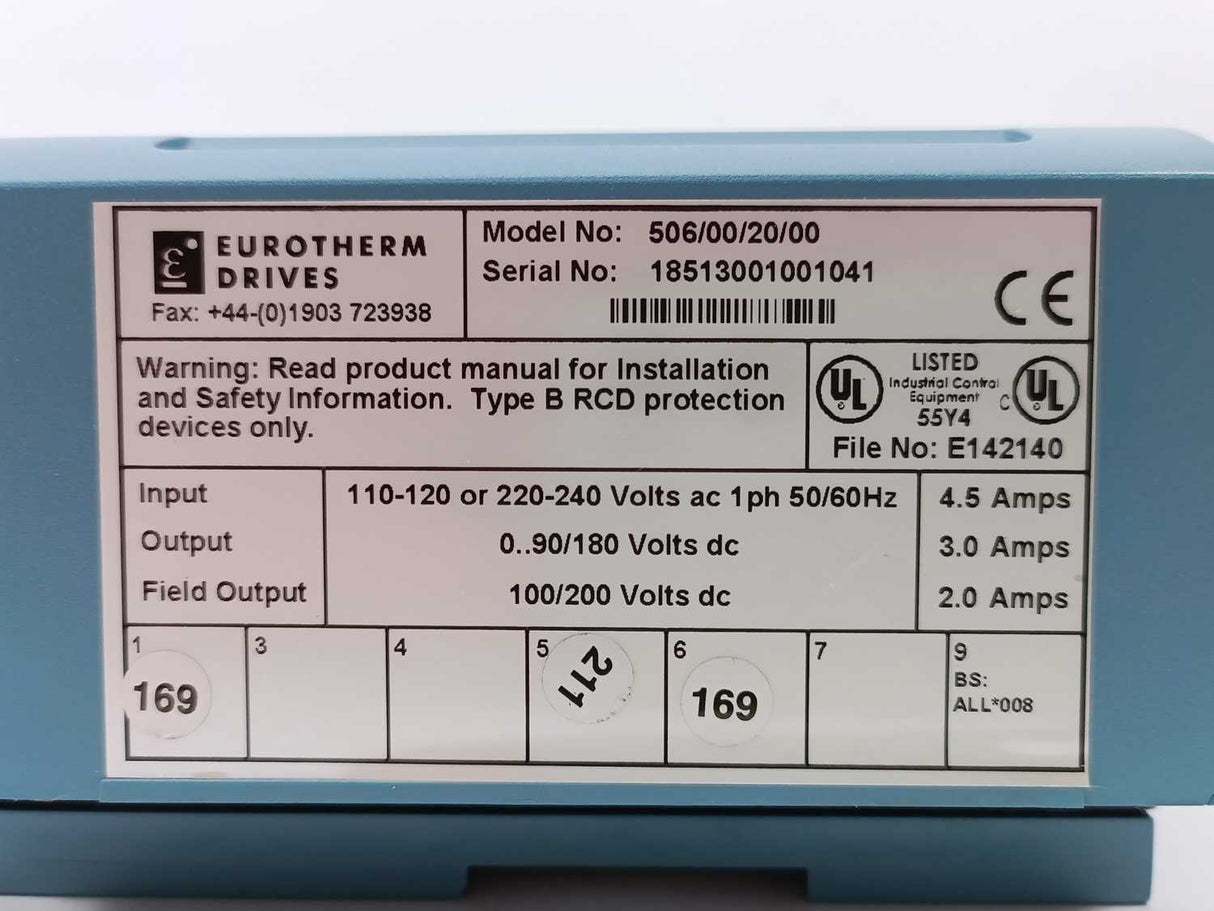 EUROTHERM
DRIVES
Fax: +44-(0)1903 723938
Model No: 506/00/20/00
Serial No: 18513001001041
CE
Warning: Read product manual for Installation
and Safety Information. Type B RCD protection
devices only.
UL
LISTED
Industrial Control
Equipment
55Y4
C UL
File No: E142140
Input 110-120 or 220-240 Volts ac 1ph 50/60Hz 4.5 Amps
Output 0..90/180 Volts dc 3.0 Amps
Field Output 100/200 Volts dc 2.0 Amps
1
169
3
4
5
211
6
169
7
9
BS:
ALL*008